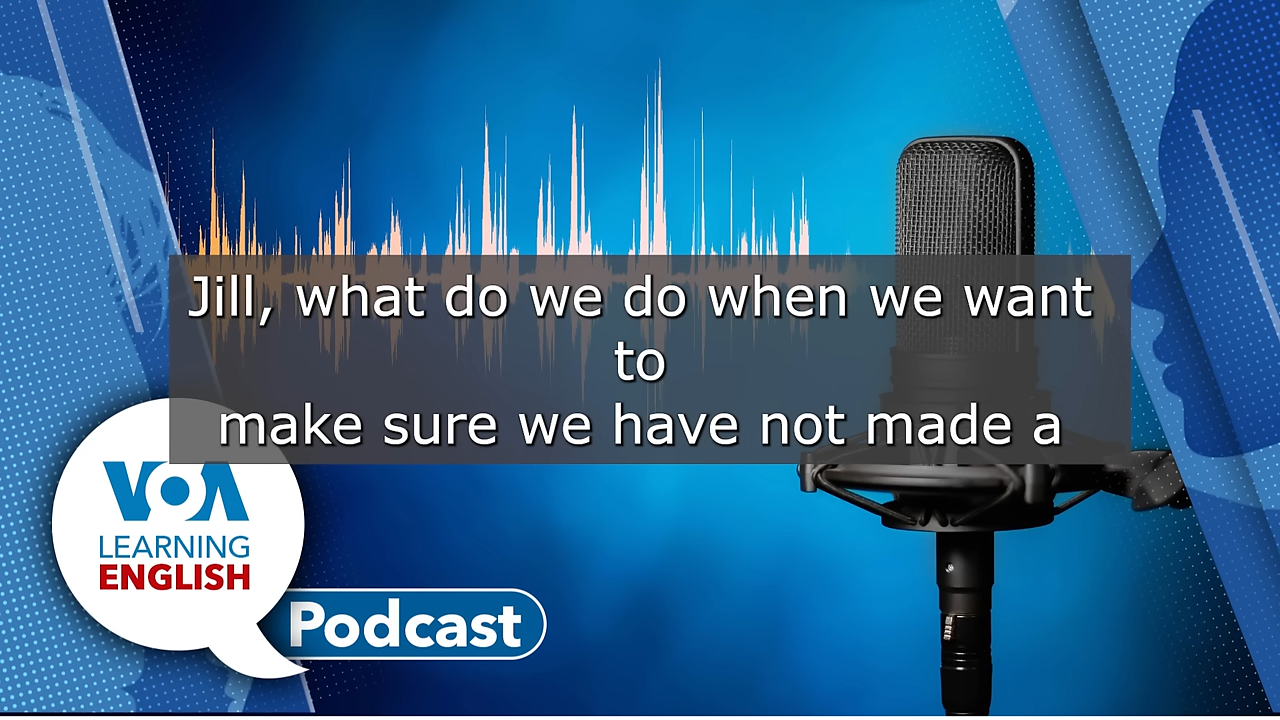 Jill, what do we do when we want
to
make sure we have not made a
VOA
LEARNING
ENGLISH
Podcast